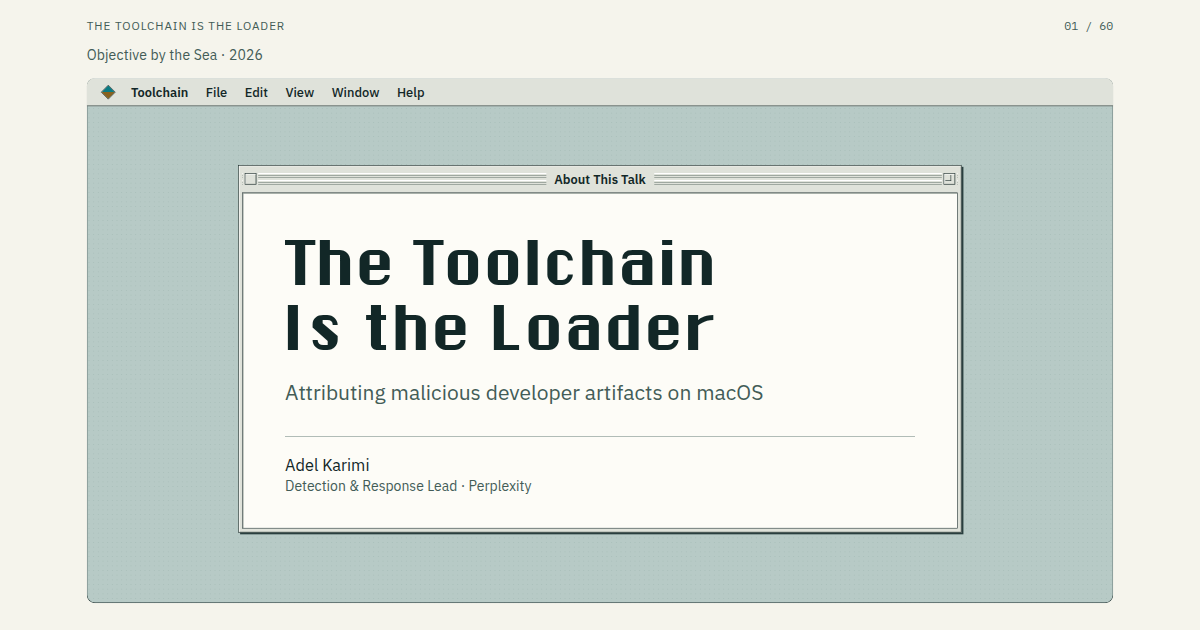 THE TOOLCHAIN IS THE LOADER
01 / 60
Objective by the Sea · 2026
Toolchain File Edit View Window Help
About This Talk
The Toolchain
Is the Loader
Attributing malicious developer artifacts on macOS
Adel Karimi
Detection & Response Lead · Perplexity